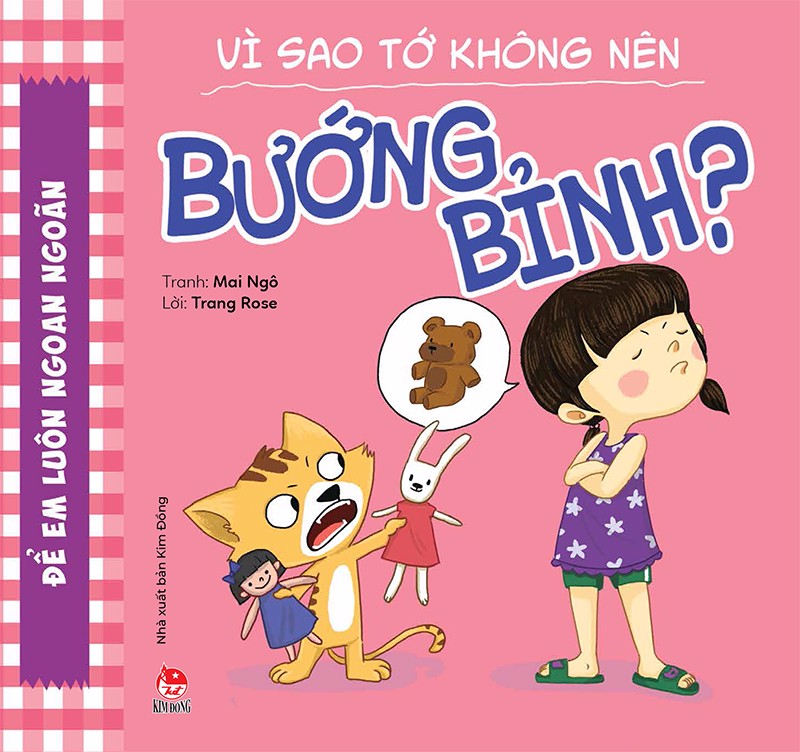 VÌ SAO TỚ KHÔNG NÊN
BƯỚNG
BỈNH?
Tranh: Mai Ngô
Lời: Trang Rose
ĐỂ EM LUÔN NGOAN NGOÃN
Nhà xuất bản Kim Đồng
KIM ĐỒNG